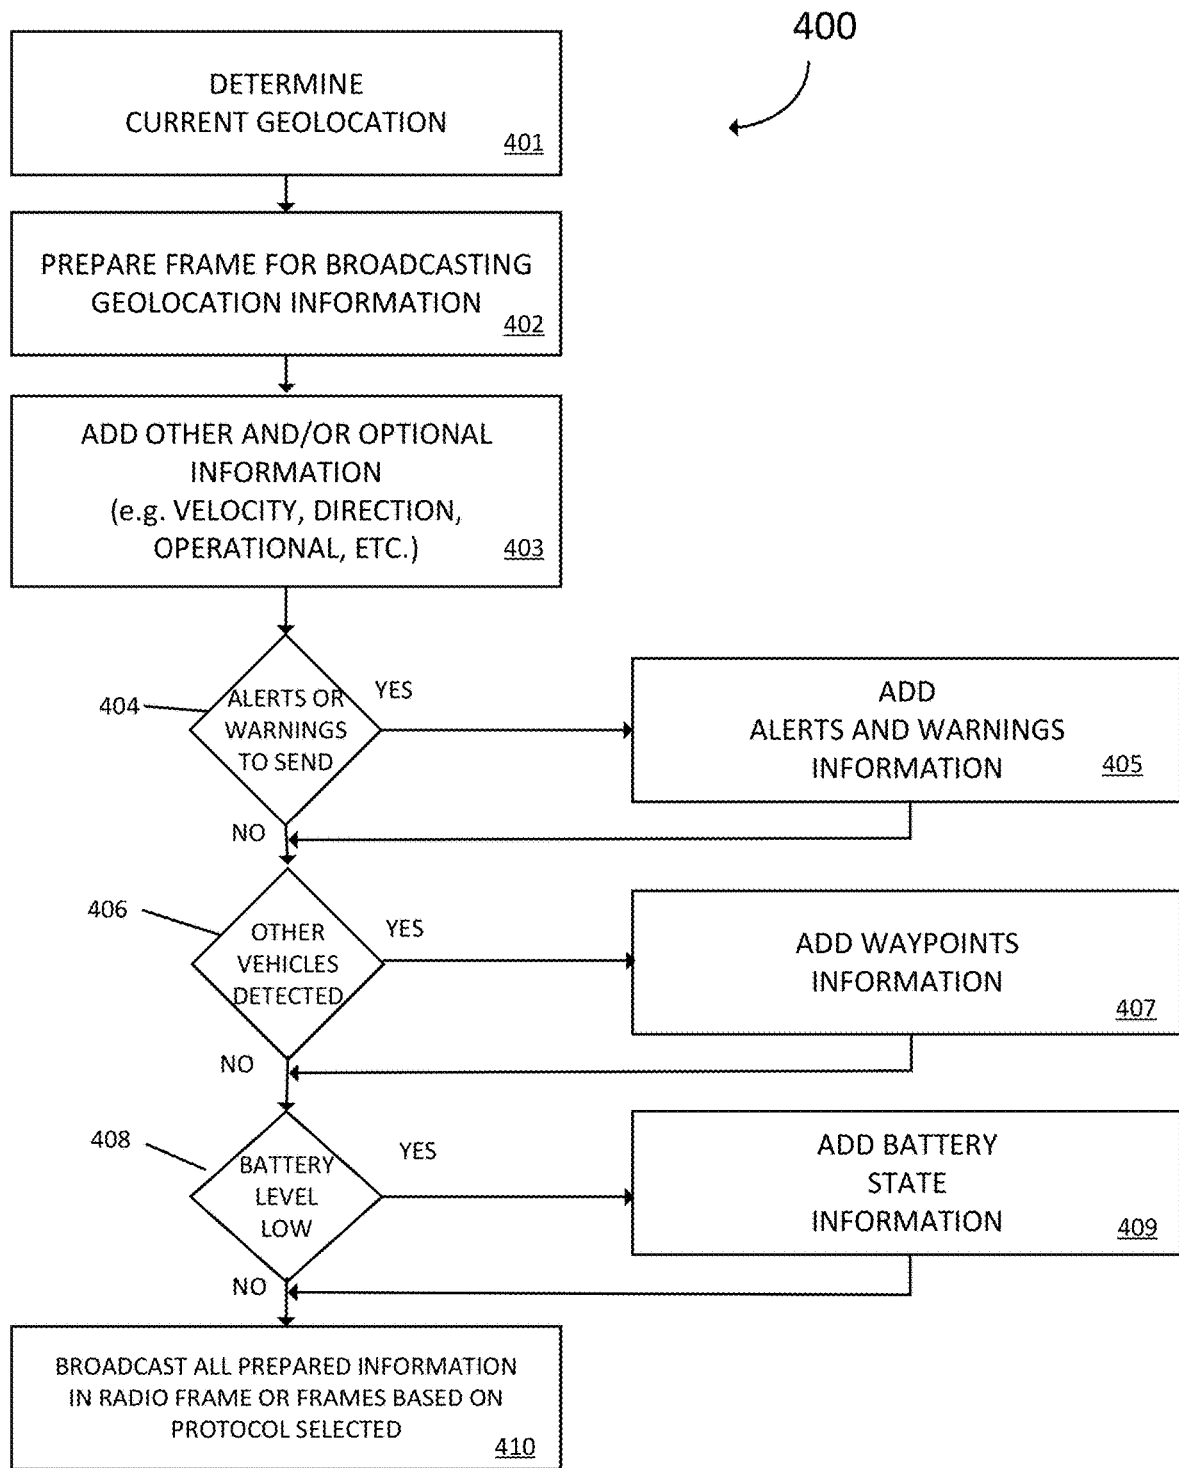 400
DETERMINE
CURRENT GEOLOCATION
401
PREPARE FRAME FOR BROADCASTING
GEOLOCATION INFORMATION
402
ADD OTHER AND/OR OPTIONAL
INFORMATION
(e.g. VELOCITY, DIRECTION,
OPERATIONAL, ETC.)
403
404
ALERTS OR
WARNINGS
TO SEND
YES
ADD
ALERTS AND WARNINGS
INFORMATION
405
NO
406
OTHER
VEHICLES
DETECTED
YES
ADD WAYPOINTS
INFORMATION
407
NO
408
BATTERY
LEVEL
LOW
YES
ADD BATTERY
STATE
INFORMATION
409
NO
BROADCAST ALL PREPARED INFORMATION
IN RADIO FRAME OR FRAMES BASED ON
PROTOCOL SELECTED
410